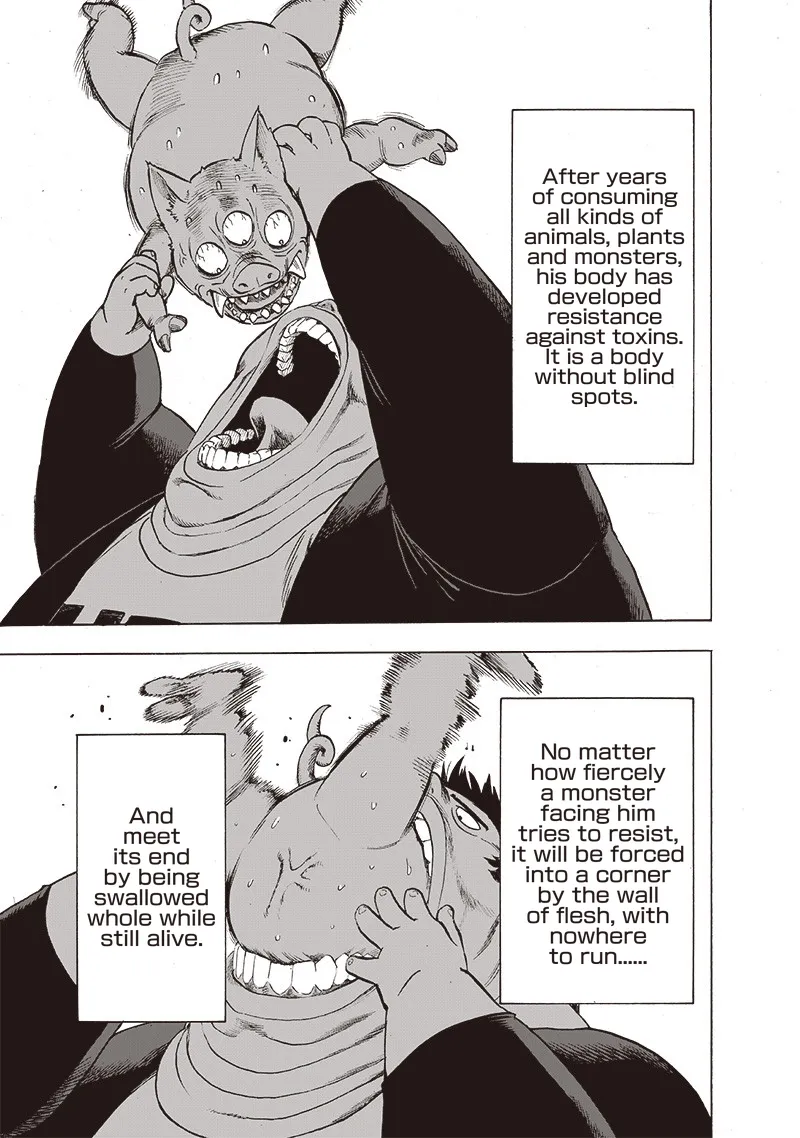 After years
of consuming
all kinds of
animals, plants
and monsters,
his body has
developed
resistance
against toxins.
It is a body
without blind
spots.
No matter
how fiercely
a monster
facing him
tries to resist,
it will be forced
into a corner
by the wall
of flesh, with
nowhere
to run......
And
meet
its end
by being
swallowed
whole while
still alive.